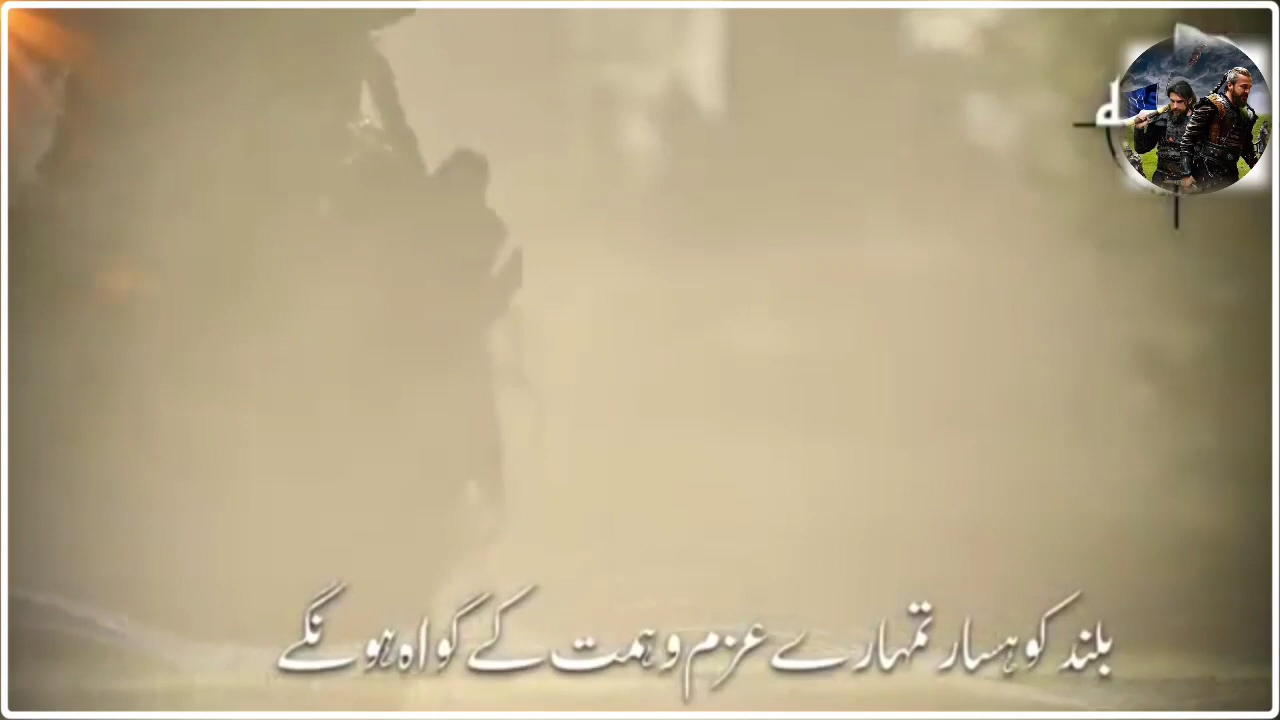 بلند کوہسار تمہارے عزم و ہمت کے گواہ ہونگے